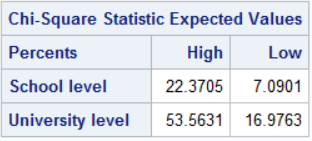 Chi-Square Statistic Expected Values
Percents High Low
School level 22.3705 7.0901
University level 53.5631 16.9763